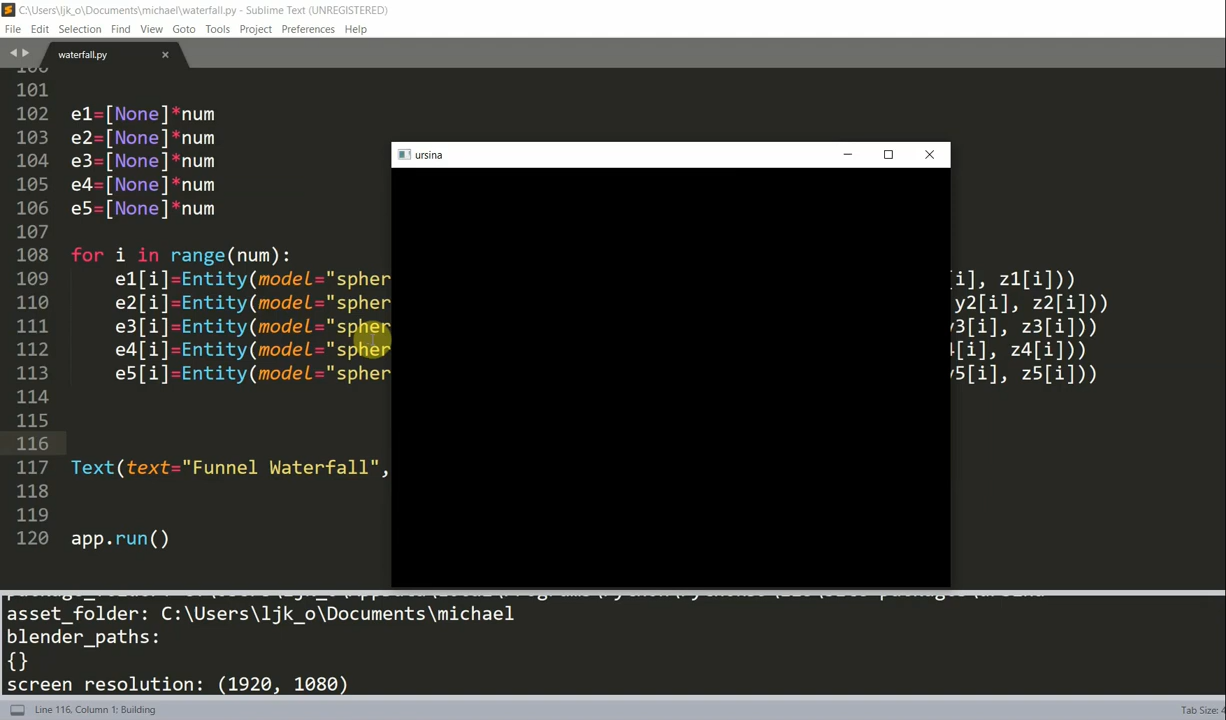 C:\Users\ljk_o\Documents\michael\waterfall.py - Sublime Text (UNREGISTERED)
File Edit Selection Find View Goto Tools Project Preferences Help
waterfall.py
100
101
102 e1=[None]*num
103 e2=[None]*num
104 e3=[None]*num
105 e4=[None]*num
106 e5=[None]*num
ursina
107
108 for i in range(num):
109 e1[i]=Entity(model="spher i], z1[i]))
110 e2[i]=Entity(model="spher y2[i], z2[i]))
111 e3[i]=Entity(model="spher y3[i], z3[i]))
112 e4[i]=Entity(model="spher 4[i], z4[i]))
113 e5[i]=Entity(model="spher y5[i], z5[i]))
114
115
116
117 Text(text="Funnel Waterfall",
118
119
120 app.run()
asset_folder: C:\Users\ljk_o\Documents\michael
blender_paths:
{}
screen resolution: (1920, 1080)
Line 116, Column 1: Building
Tab Size: 4